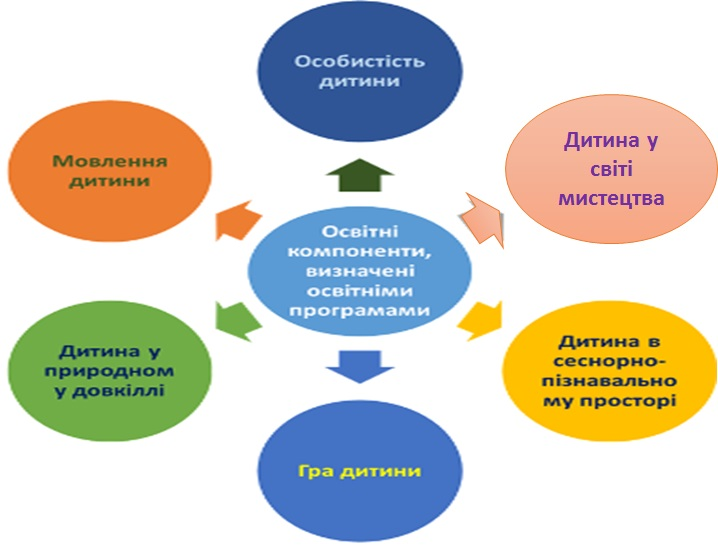 Особистість
дитини
Мовлення
дитини
Дитина у
світі
мистецтва
Освітні
компоненти,
визначені
освітніми
програмами
Дитина у
природном
у довкіллі
Дитина в
сеснорно-
пізнавально
му просторі
Гра дитини